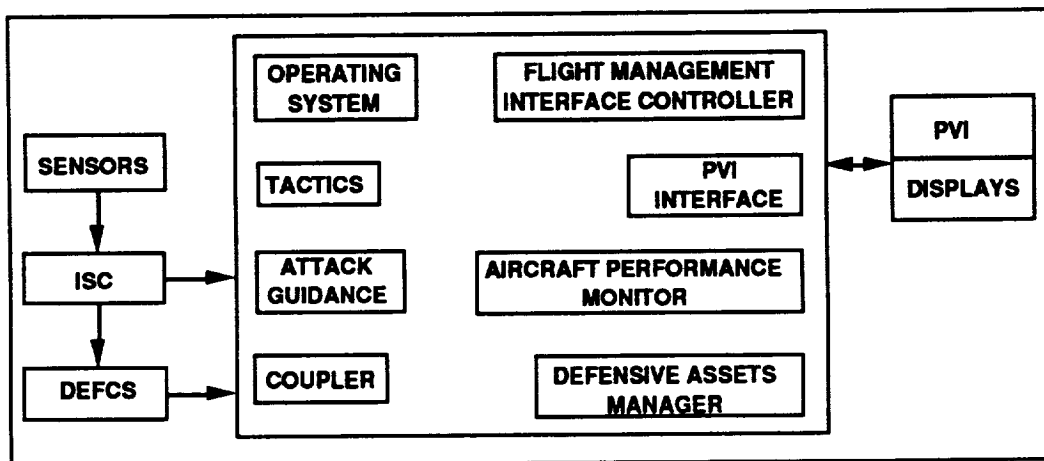 OPERATING
SYSTEM
FLIGHT MANAGEMENT
INTERFACE CONTROLLER
SENSORS
TACTICS
PVI
INTERFACE
PVI
DISPLAYS
ISC
ATTACK
GUIDANCE
AIRCRAFT PERFORMANCE
MONITOR
DEFCS
COUPLER
DEFENSIVE ASSETS
MANAGER